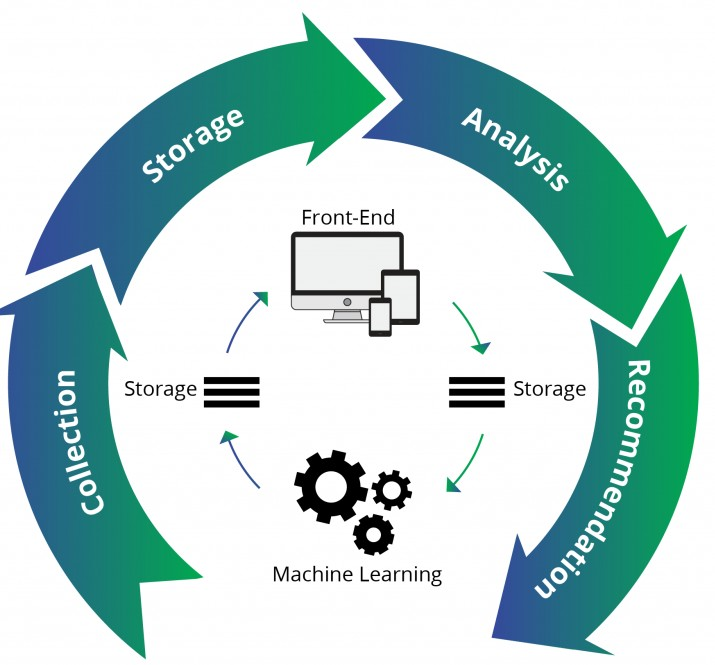 Storage
Analysis
Front-End
Storage
Storage
Collection
Recommendation
Machine Learning